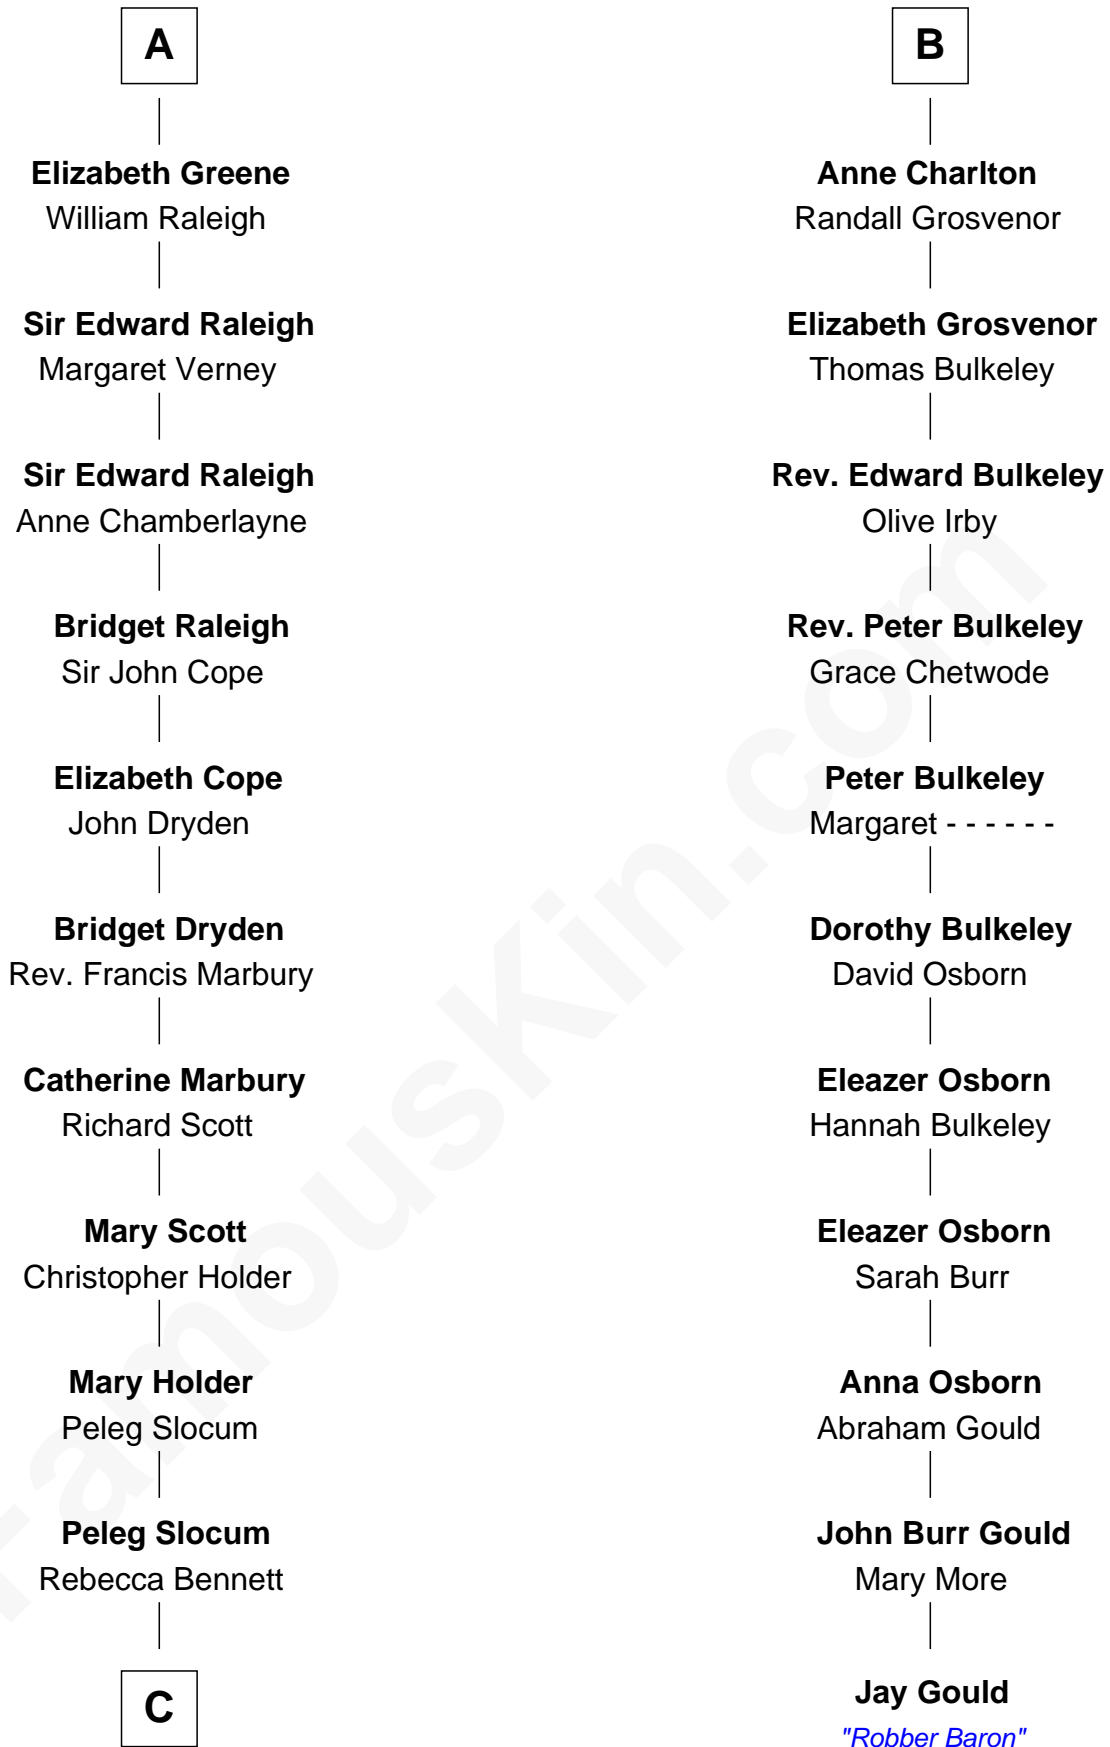 A
Elizabeth Greene
William Raleigh
Sir Edward Raleigh
Margaret Verney
Sir Edward Raleigh
Anne Chamberlayne
Bridget Raleigh
Sir John Cope
Elizabeth Cope
John Dryden
Bridget Dryden
Rev. Francis Marbury
Catherine Marbury
Richard Scott
Mary Scott
Christopher Holder
Mary Holder
Peleg Slocum
Peleg Slocum
Rebecca Bennett
C
B
Anne Charlton
Randall Grosvenor
Elizabeth Grosvenor
Thomas Bulkeley
Rev. Edward Bulkeley
Olive Irby
Rev. Peter Bulkeley
Grace Chetwode
Peter Bulkeley
Margaret - - - - - -
Dorothy Bulkeley
David Osborn
Eleazer Osborn
Hannah Bulkeley
Eleazer Osborn
Sarah Burr
Anna Osborn
Abraham Gould
John Burr Gould
Mary More
Jay Gould
"Robber Baron"
FamousKin.com